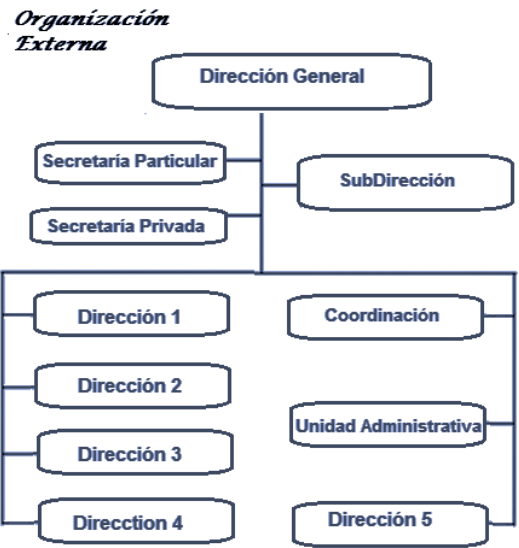 Organización
Externa
Dirección General
Secretaría Particular
SubDirección
Secretaría Privada
Dirección 1
Coordinación
Dirección 2
Unidad Administrativa
Dirección 3
Direcction 4
Dirección 5